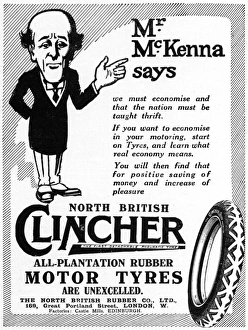 Mr
McKenna
says
we must economise and
that the nation must be
taught thrift.
If you want to economise
in your motoring, start
on Tyres, and learn what
real economy means.
You will then find that
for positive saving of
money and increase of
pleasure
NORTH BRITISH
CLINCHER
ALL-PLANTATION RUBBER
MOTOR TYRES
ARE UNEXCELLED.
THE NORTH BRITISH RUBBER CO., LTD.,
169, Great Portland Street, LONDON, W.
Factories: Castle Mills, EDINBURGH